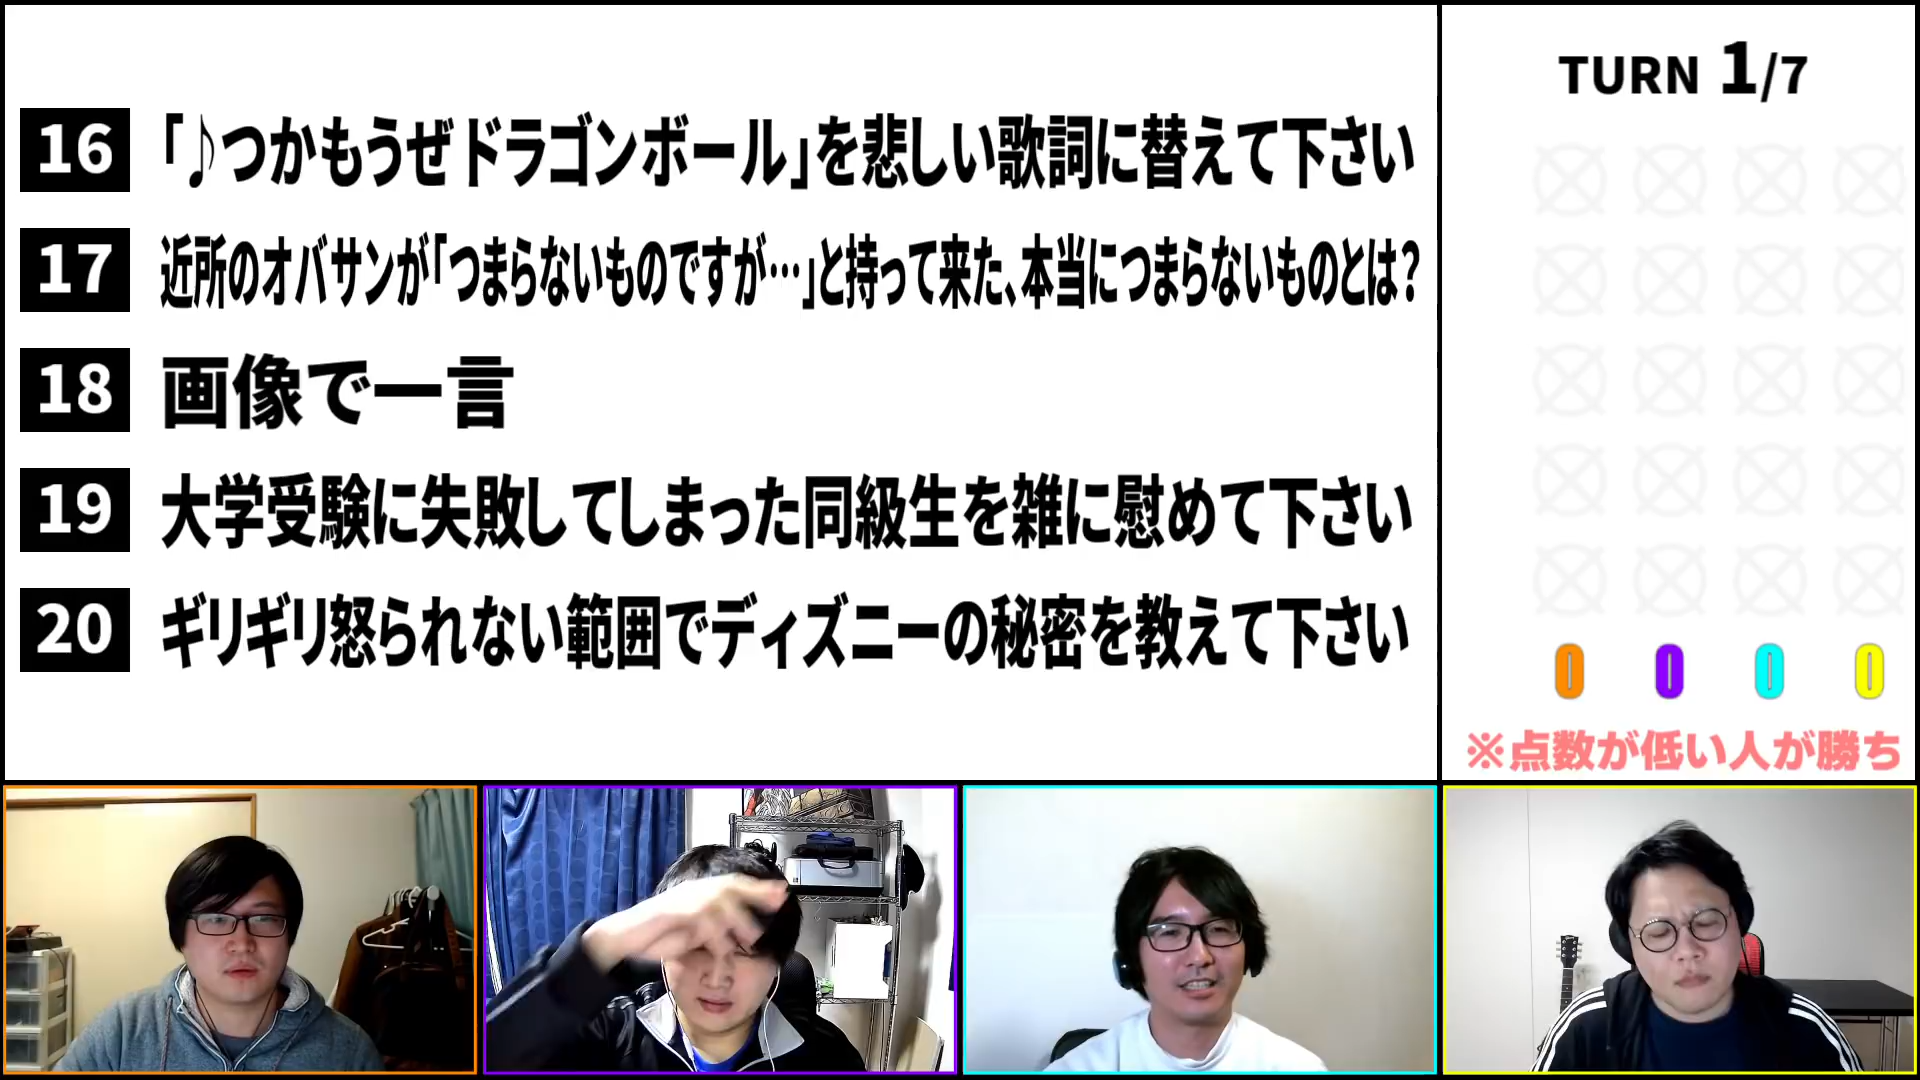 16 「♪つかもうぜドラゴンボール」を悲しい歌詞に替えて下さい
17 近所のオバサンが「つまらないものですが…」と持って来た、本当につまらないものとは?
18 画像で一言
19 大学受験に失敗してしまった同級生を雑に慰めて下さい
20 ギリギリ怒られない範囲でディズニーの秘密を教えて下さい
TURN 1/7
0 0 0 0
※点数が低い人が勝ち